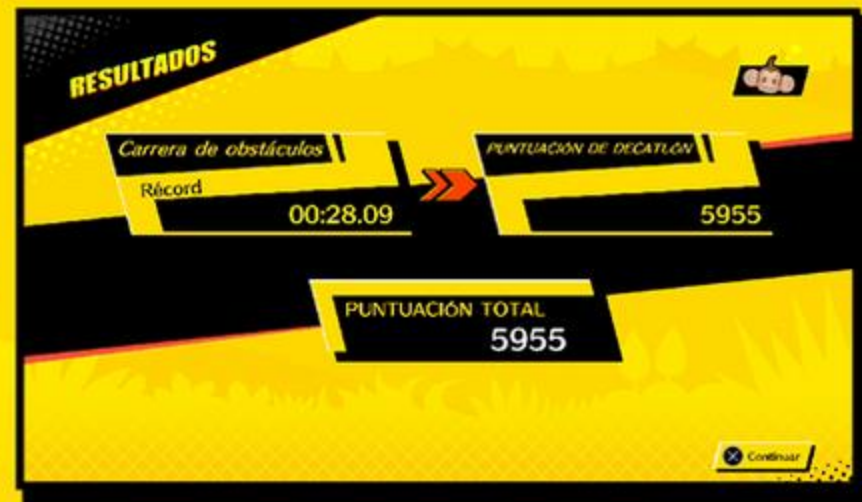 RESULTADOS
Carrera de obstáculos
Récord
00:28.09
PUNTUACIÓN DE DECATLÓN
5955
PUNTUACIÓN TOTAL
5955
Continuar